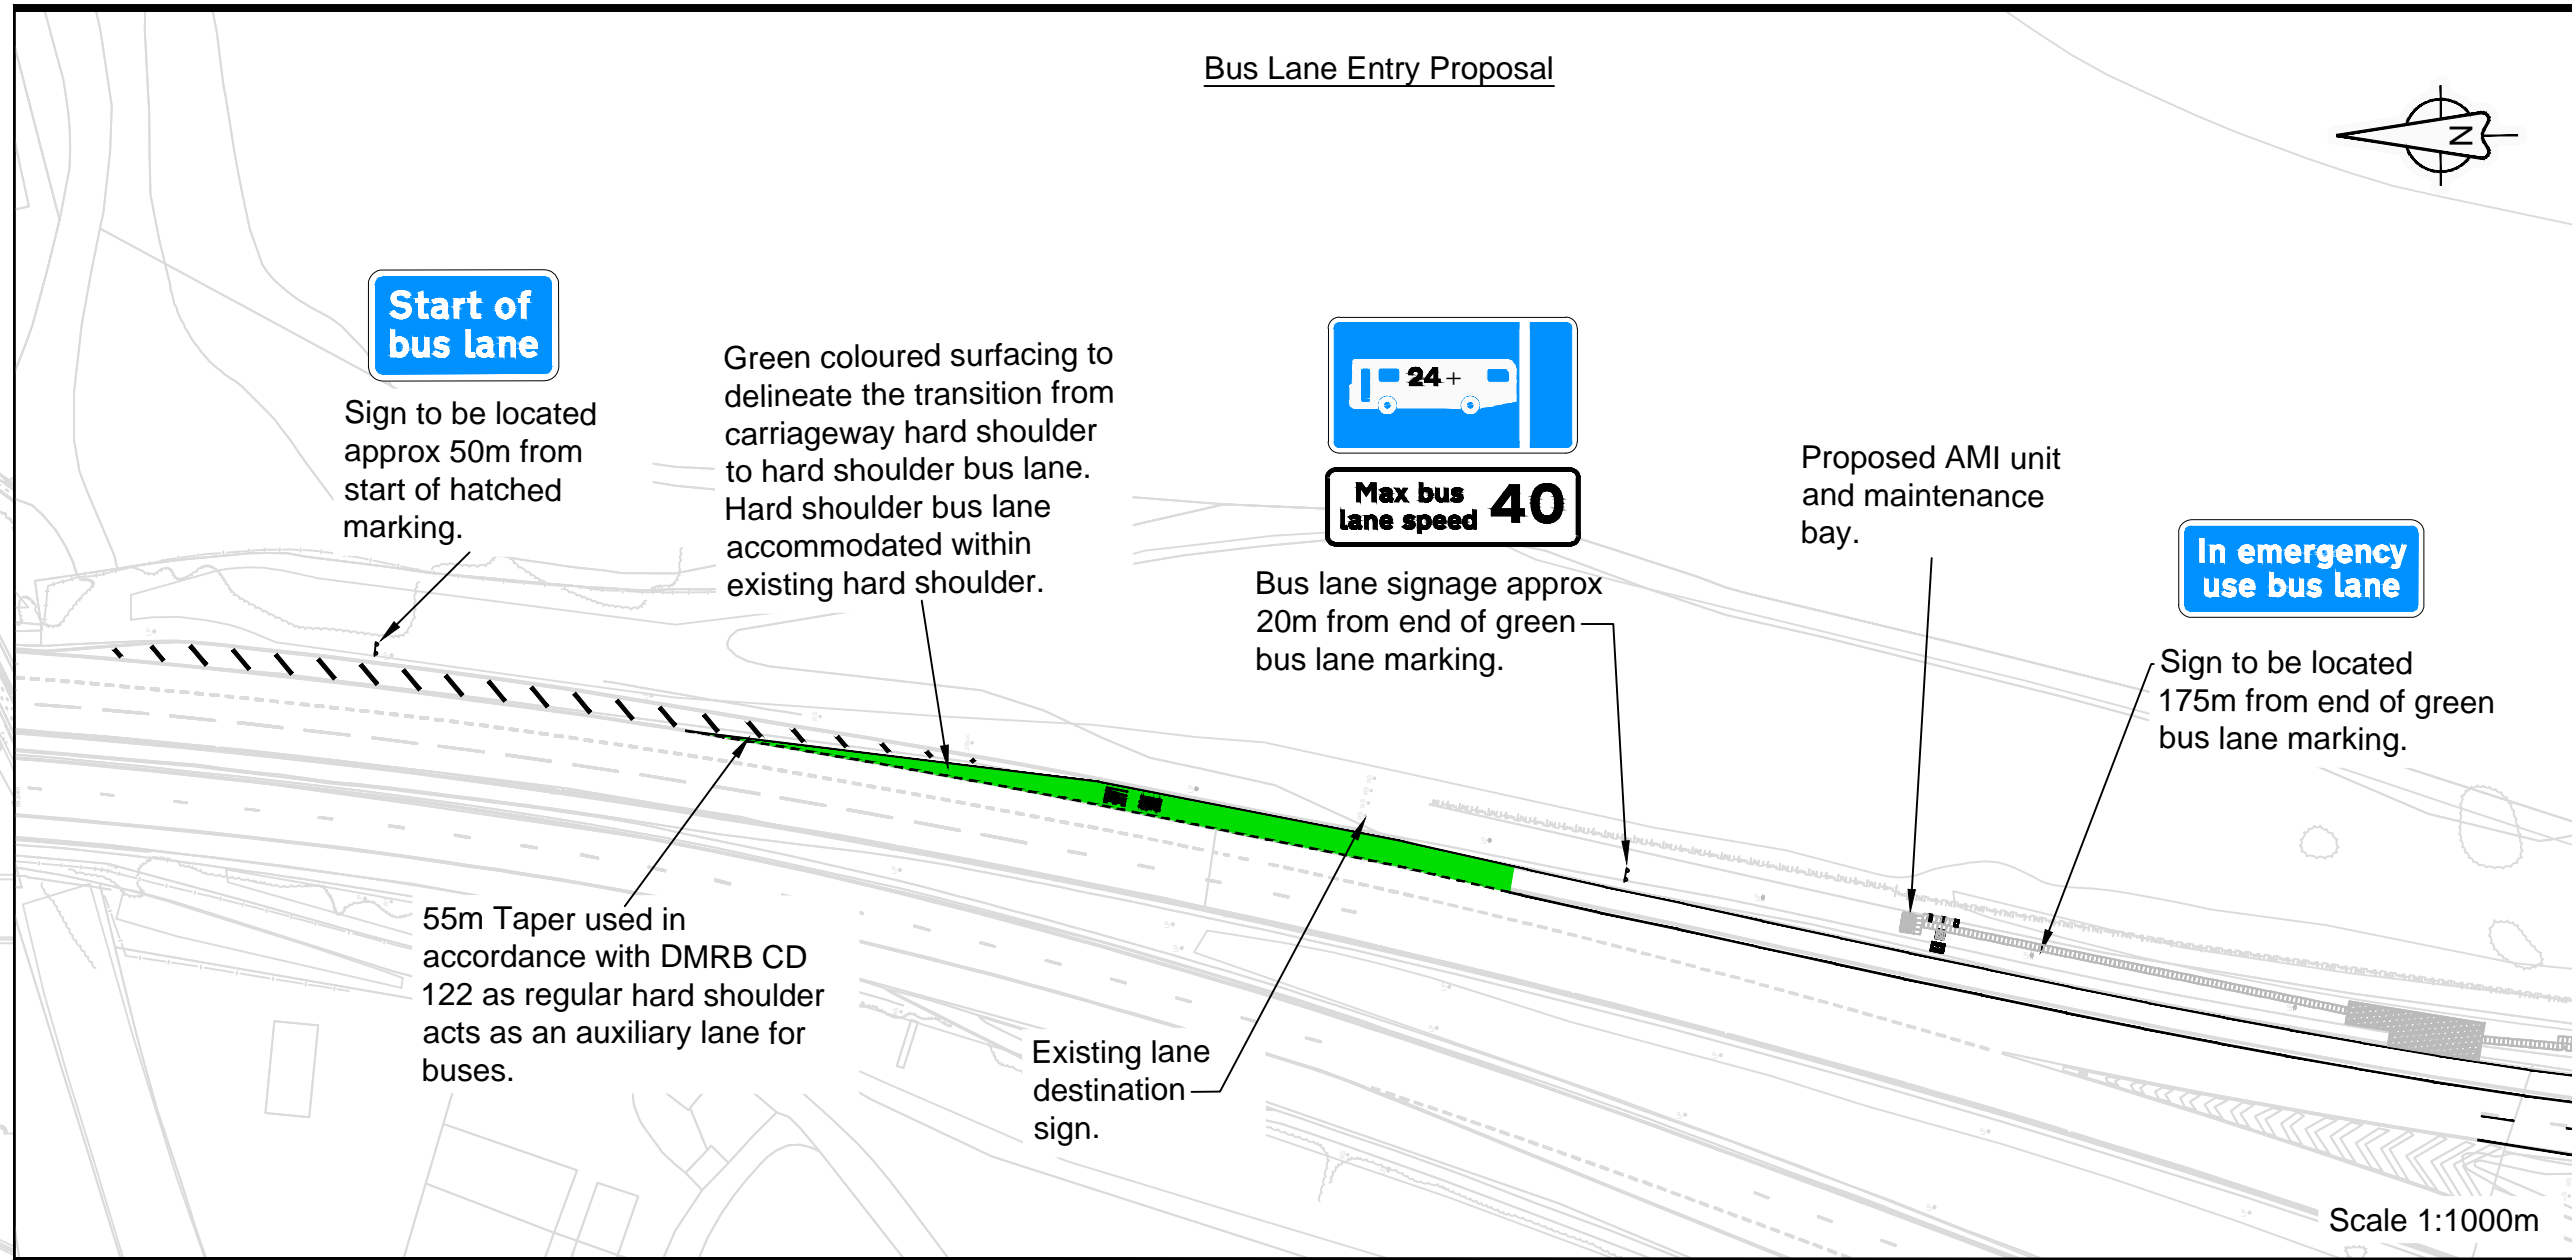 Bus Lane Entry Proposal
N
Start of
bus lane
Sign to be located
approx 50m from
start of hatched
marking.
Green coloured surfacing to
delineate the transition from
carriageway hard shoulder
to hard shoulder bus lane.
Hard shoulder bus lane
accommodated within
existing hard shoulder.
24+
Max bus
lane speed 40
Bus lane signage approx
20m from end of green
bus lane marking.
Proposed AMI unit
and maintenance
bay.
In emergency
use bus lane
Sign to be located
175m from end of green
bus lane marking.
55m Taper used in
accordance with DMRB CD
122 as regular hard shoulder
acts as an auxiliary lane for
buses.
Existing lane
destination
sign.
Scale 1:1000m